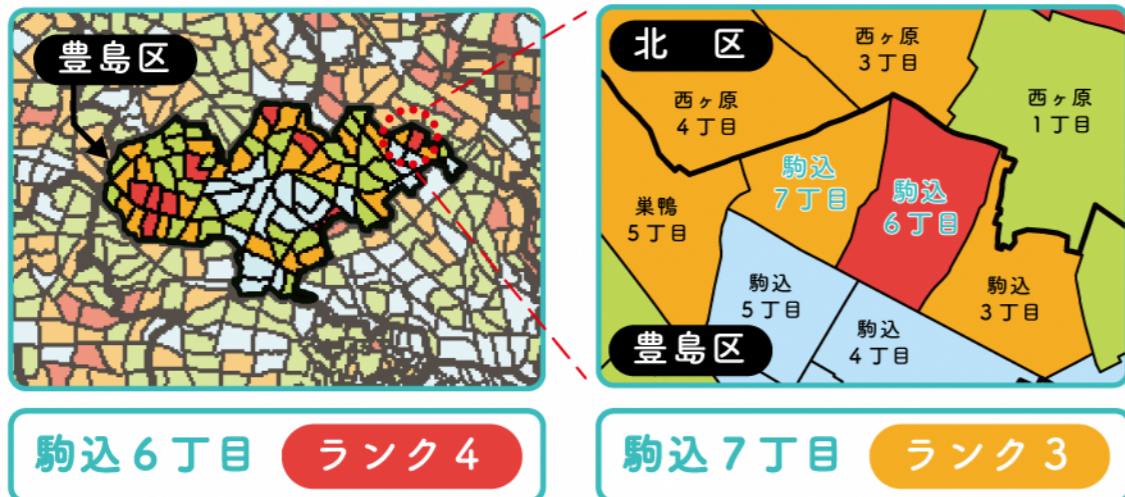 豊島区
北 区
西ヶ原
3丁目
西ヶ原
4丁目
西ヶ原
1丁目
駒込
7丁目
駒込
6丁目
巣鴨
5丁目
駒込
5丁目
駒込
3丁目
駒込
4丁目
豊島区
駒込6丁目 ランク4
駒込7丁目 ランク3